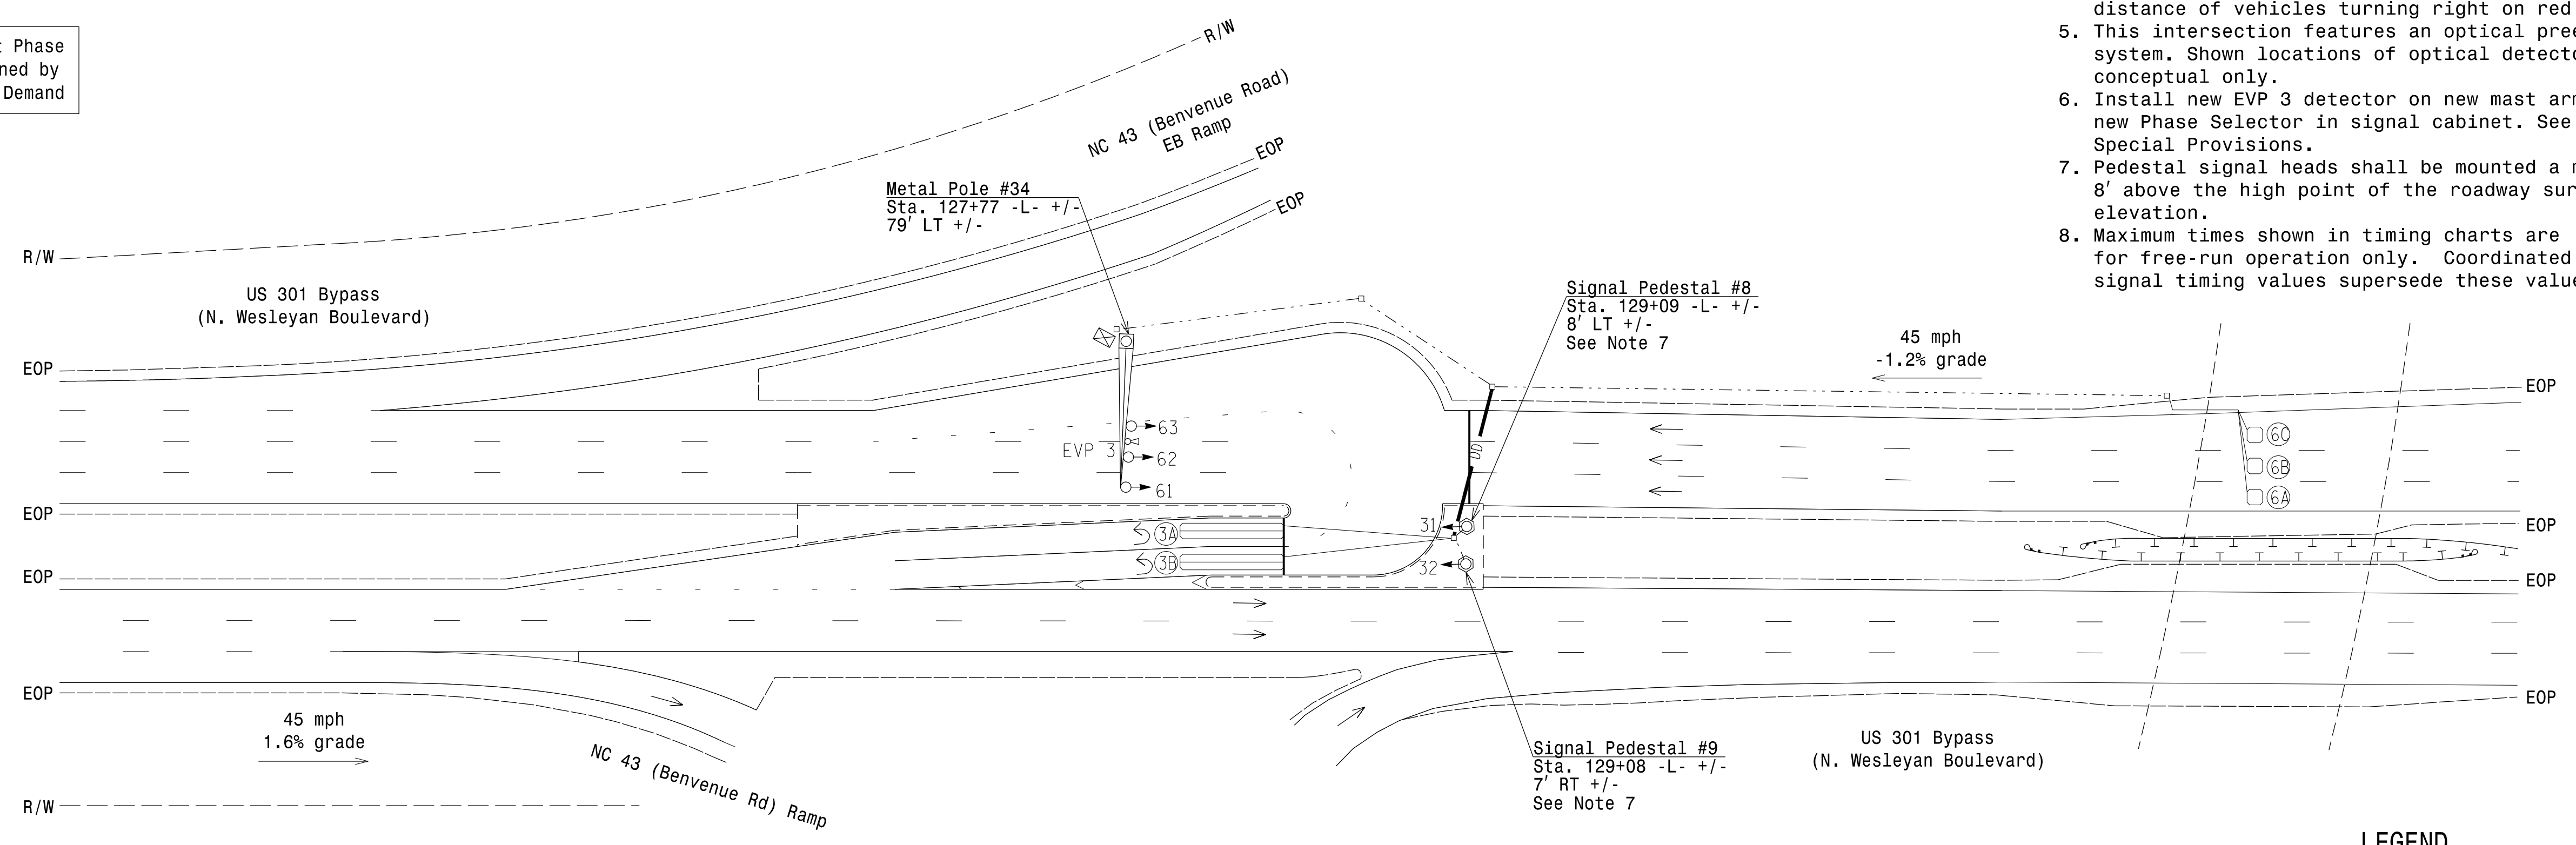 Phase
ned by
Demand
distance of vehicles turning right on red
5. This intersection features an optical
system. Shown locations of optical
conceptual only.
6. Install new EVP 3 detector on new mast
new Phase Selector in signal cabinet. See
Special Provisions.
7. Pedestal signal heads shall be mounted a
8' above the high point of the roadway
elevation.
8. Maximum times shown in timing charts are
for free-run operation only. Coordinated
signal timing values supersede these
R/W
NC 43 (Benvenue Road)
EB Ramp
EOP
EOP
Metal Pole #34
Sta. 127+77 -L- +/-
79' LT +/-
R/W
US 301 Bypass
(N. Wesleyan Boulevard)
Signal Pedestal #8
Sta. 129+09 -L- +/-
8' LT +/-
See Note 7
45 mph
-1.2% grade
EOP
EOP
63
EVP 3
62
61
DD
6C
6B
6A
EOP
31
EOP
3A
3B
32
EOP
EOP
EOP
EOP
45 mph
1.6% grade
NC 43 (Benvenue Rd) Ramp
Signal Pedestal #9
Sta. 129+08 -L- +/-
7' RT +/-
See Note 7
US 301 Bypass
(N. Wesleyan Boulevard)
R/W
LEGEND